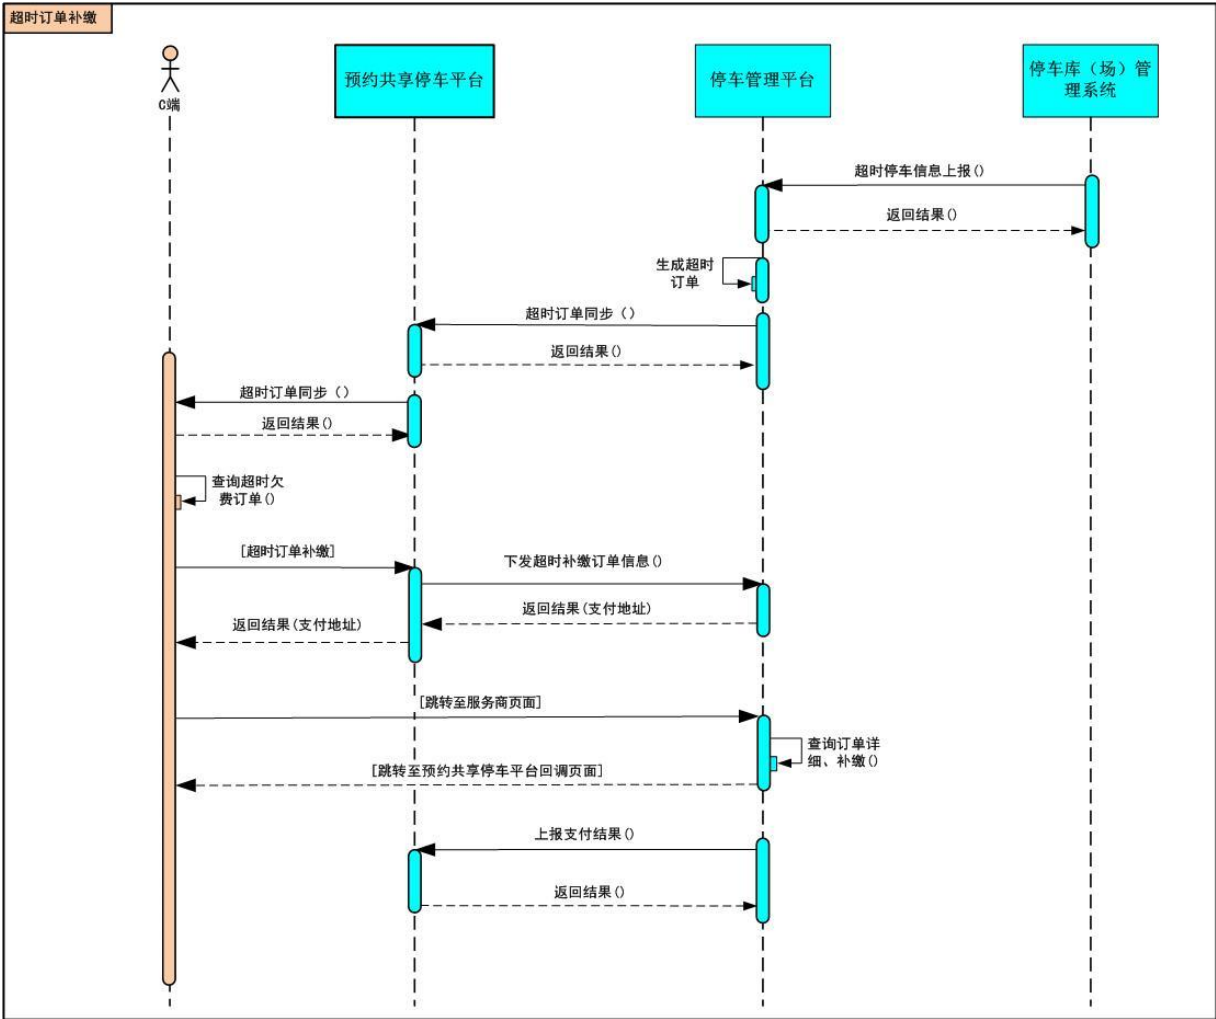 超时订单补缴
C端
预约共享停车平台
停车管理平台
停车库（场）管
理系统
超时停车信息上报()
返回结果()
生成超时
订单
超时订单同步（）
返回结果()
超时订单同步（）
返回结果()
查询超时欠
费订单()
[超时订单补缴]
下发超时补缴订单信息()
返回结果(支付地址)
返回结果(支付地址)
[跳转至服务商页面]
查询订单详
细、补缴()
[跳转至预约共享停车平台回调页面]
上报支付结果()
返回结果()